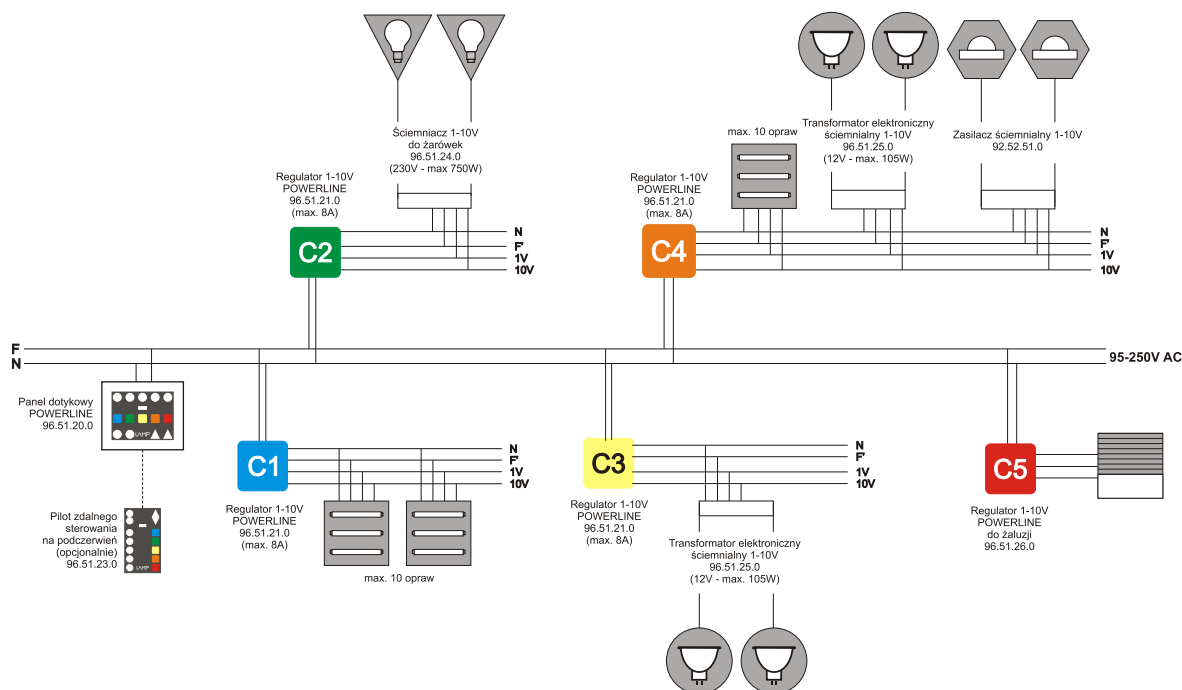 Ściemniacz 1-10V
do żarówek
96.51.24.0
(230V - max 750W)
Regulator 1-10V
POWERLINE
96.51.21.0
(max. 8A)
C2
N
F'
1V
10V
max. 10 opraw
Transformator elektroniczny
ściemnialny 1-10V
96.51.25.0
(12V - max. 105W)
Zasilacz ściemnialny 1-10V
92.52.51.0
Regulator 1-10V
POWERLINE
96.51.21.0
(max. 8A)
C4
N
F'
1V
10V
F
N
95-250V AC
Panel dotykowy
POWERLINE
96.51.20.0
LAMP
Pilot zdalnego
sterowania
na podczerwień
(opcjonalnie)
96.51.23.0
LAMP
C1
N
F'
1V
10V
Regulator 1-10V
POWERLINE
96.51.21.0
(max. 8A)
max. 10 opraw
C3
N
F'
1V
10V
Regulator 1-10V
POWERLINE
96.51.21.0
(max. 8A)
Transformator elektroniczny
ściemnialny 1-10V
96.51.25.0
(12V - max. 105W)
C5
Regulator 1-10V
POWERLINE
do żaluzji
96.51.26.0